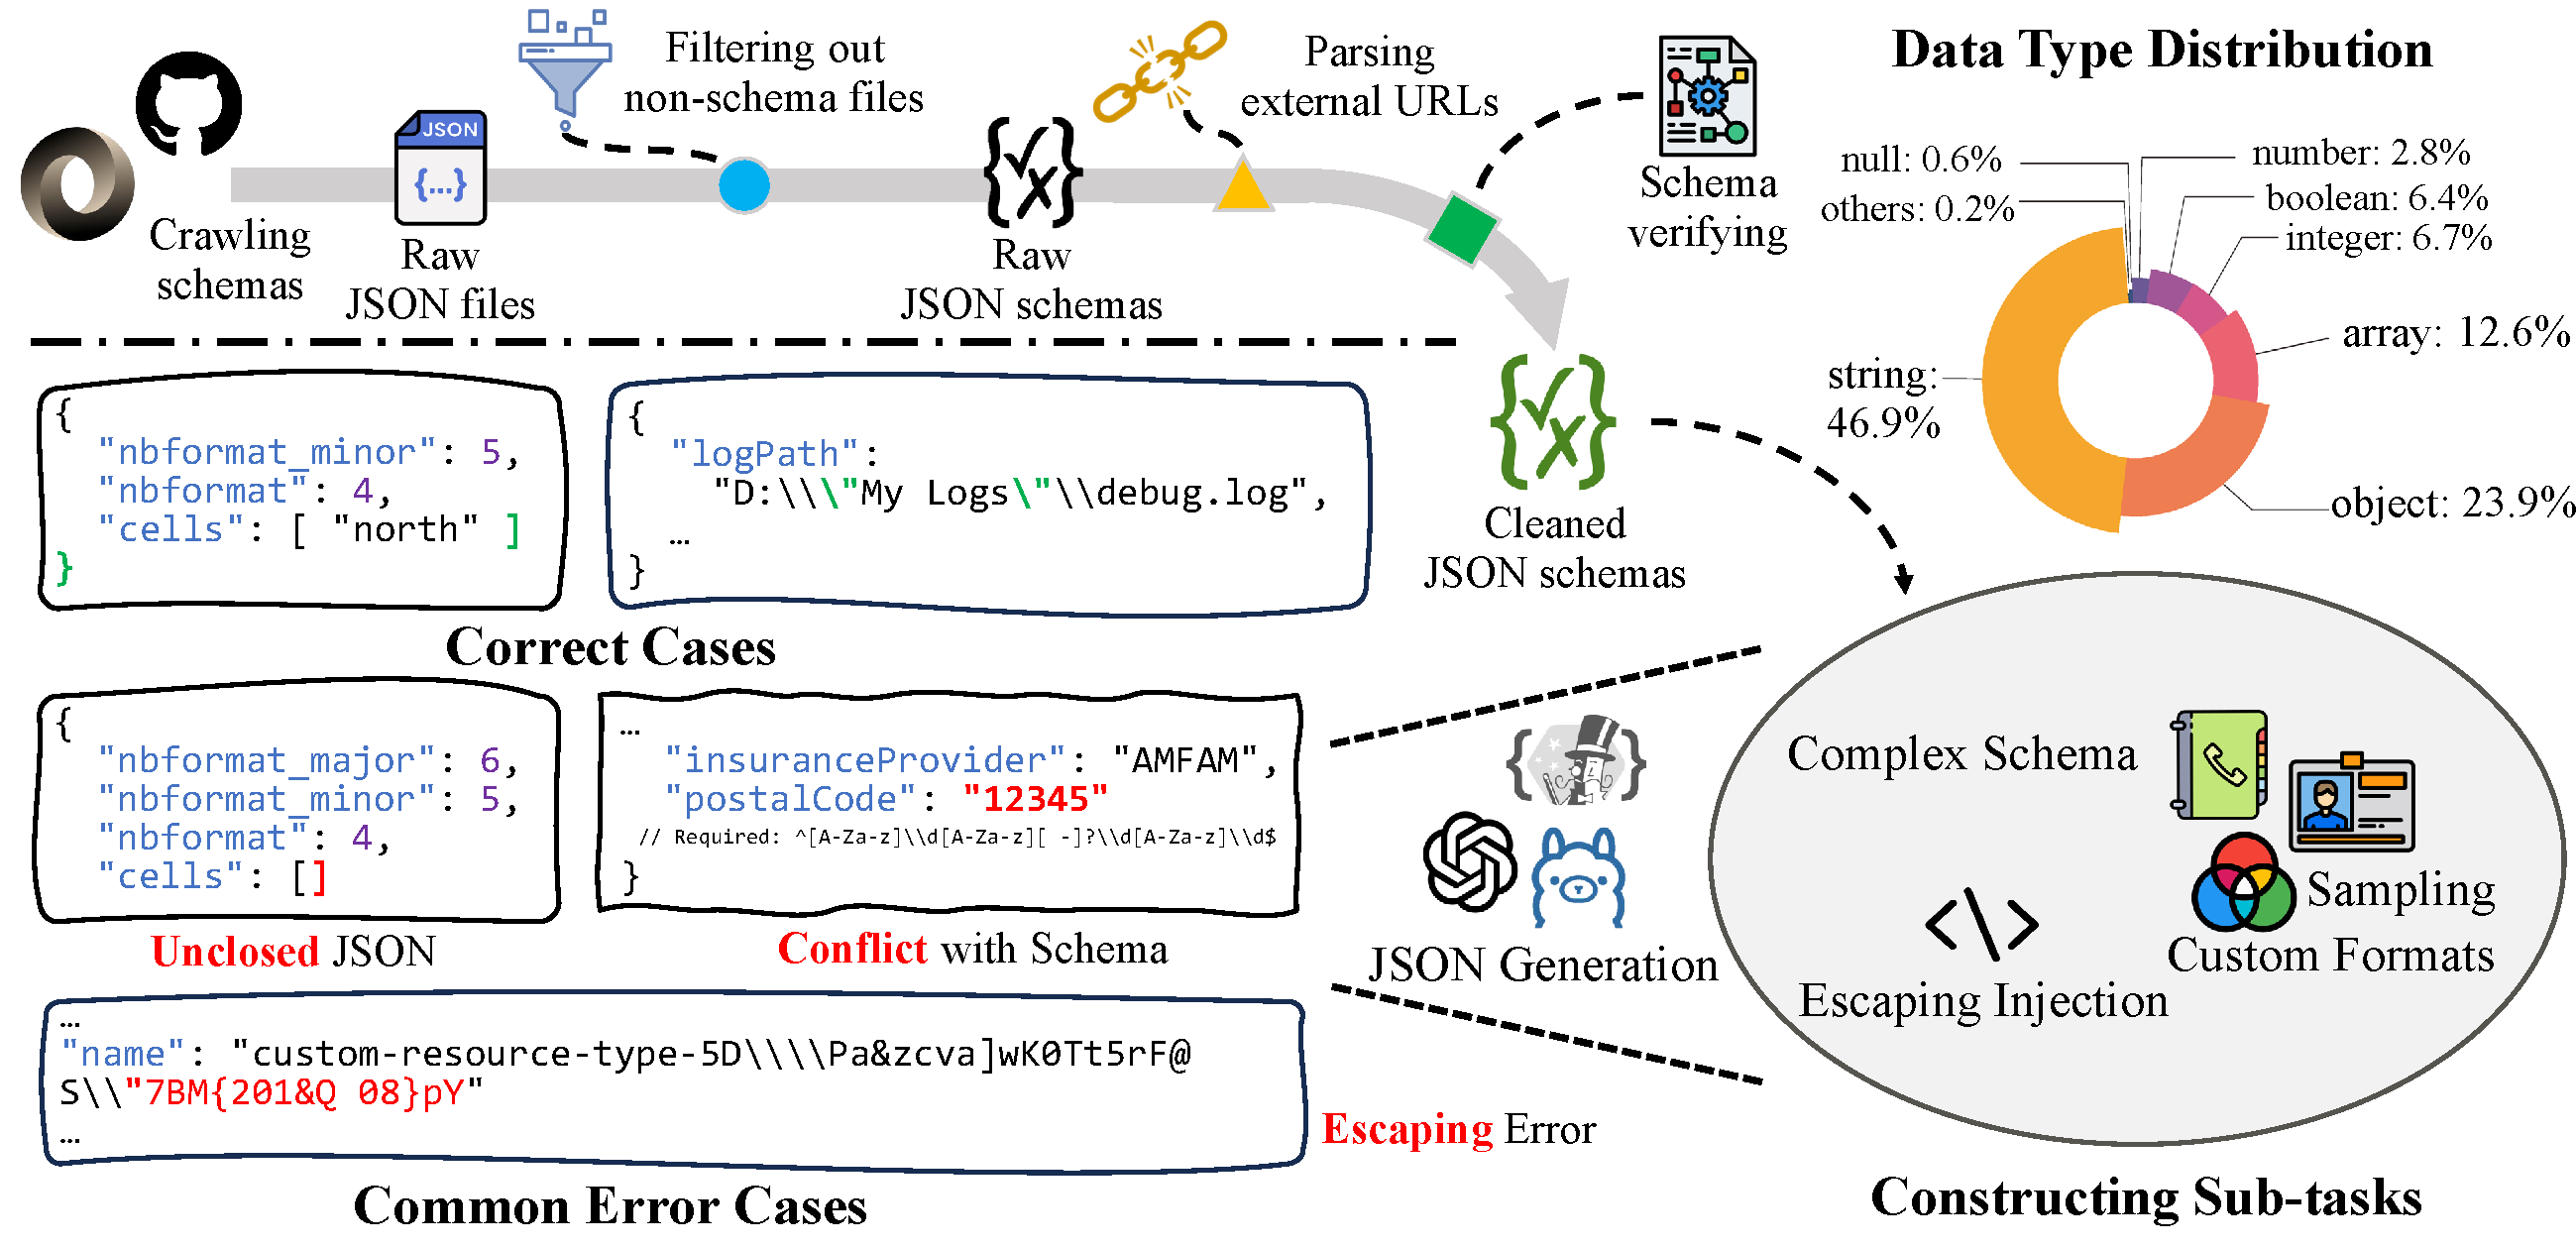 Crawling
schemas
JSON
{...}
Raw
JSON files
Filtering out
non-schema files
Raw
JSON schemas
Parsing
external URLs
Schema
verifying
Cleaned
JSON schemas
Data Type Distribution
null: 0.6%
others: 0.2%
number: 2.8%
boolean: 6.4%
integer: 6.7%
array: 12.6%
string:
46.9%
object: 23.9%
{
"nbformat_minor": 5,
"nbformat": 4,
"cells": [ "north" ]
}
{
"logPath":
"D:\\\"My Logs\"\\debug.log",
…
}
Correct Cases
{
"nbformat_major": 6,
"nbformat_minor": 5,
"nbformat": 4,
"cells": []
Unclosed JSON
…
"insuranceProvider": "AMFAM",
"postalCode": "12345"
// Required: ^[A-Za-z]\\d[A-Za-z][ -]?\\d[A-Za-z]\\d$
}
Conflict with Schema
…
"name": "custom-resource-type-5D\\\\Pa&zcva]wK0Tt5rF@
S\\"7BM{201&Q 08}pY"
…
Escaping Error
Common Error Cases
JSON Generation
Complex Schema
Sampling
Custom Formats
Escaping Injection
Constructing Sub-tasks